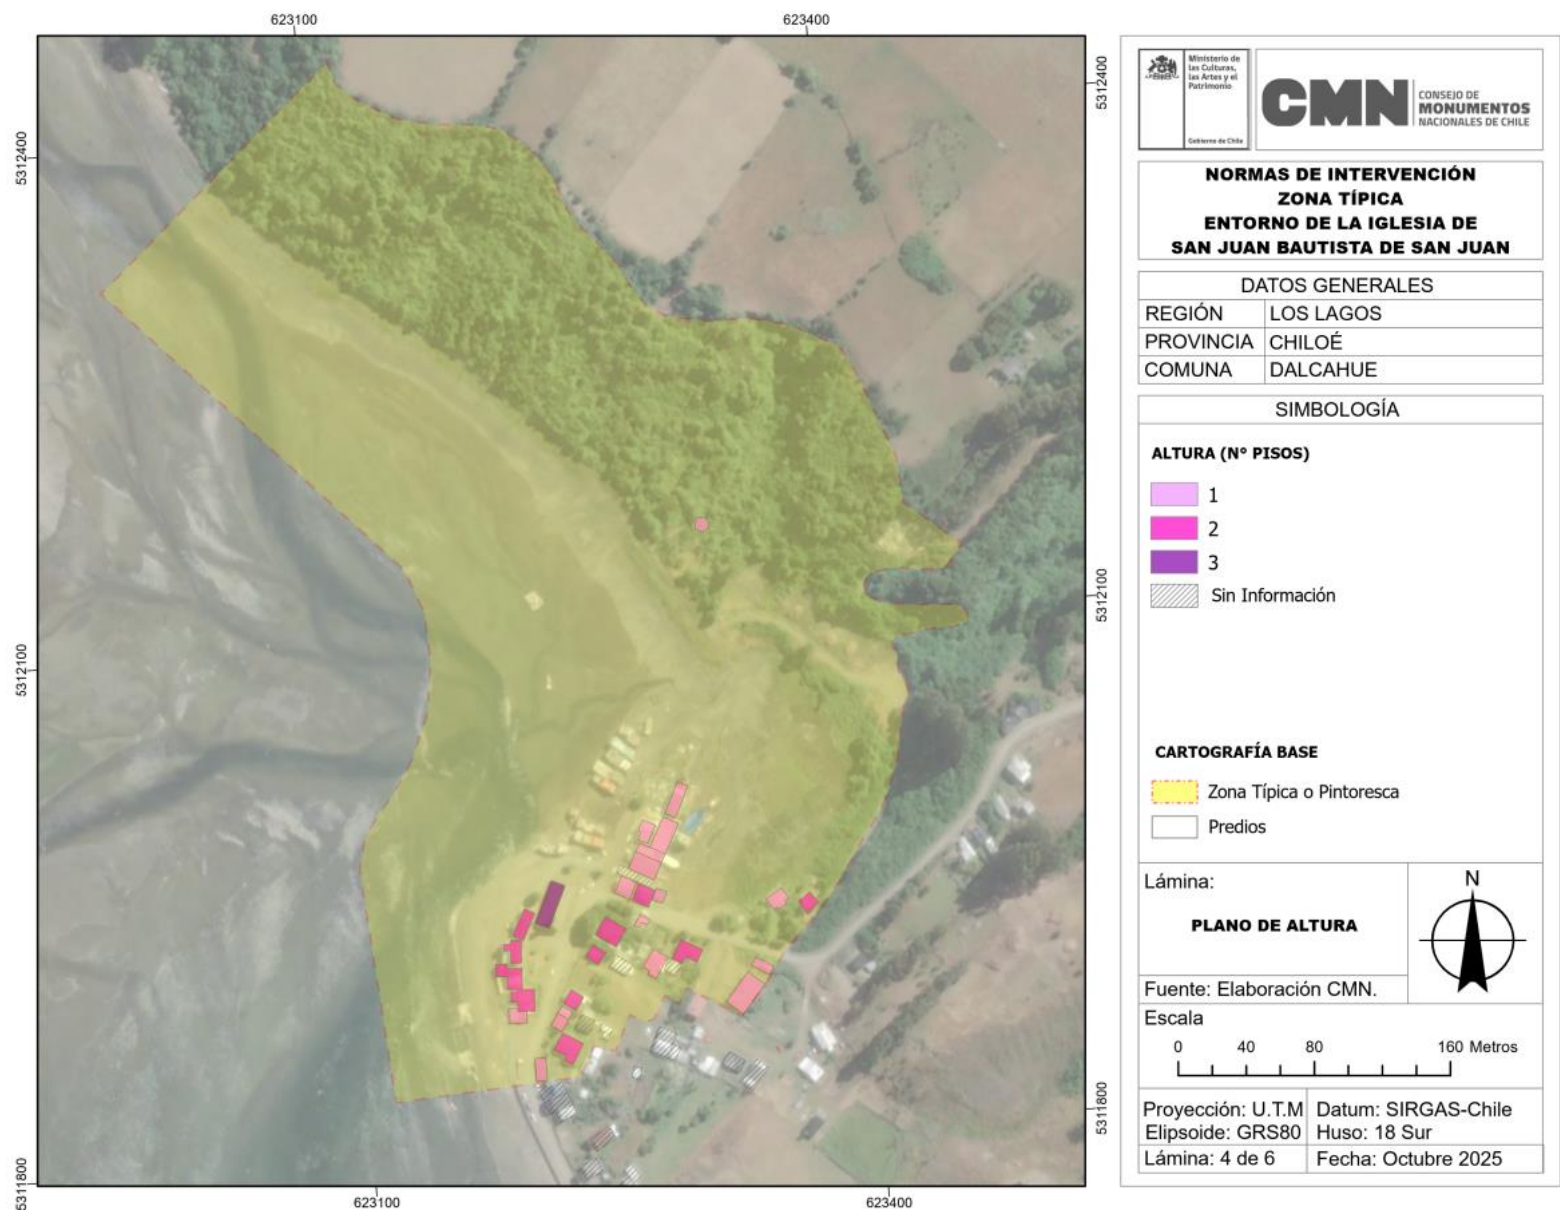 623100
623400
5312400
5312400
5312100
5312100
5311800
5311800
623100
623400
Ministerio de
las Culturas,
las Artes y el
Patrimonio
Gobierno de Chile
CMN
CONSEJO DE
MONUMENTOS
NACIONALES DE CHILE
NORMAS DE INTERVENCIÓN
ZONA TÍPICA
ENTORNO DE LA IGLESIA DE
SAN JUAN BAUTISTA DE SAN JUAN
DATOS GENERALES
REGIÓN LOS LAGOS
PROVINCIA CHILOÉ
COMUNA DALCAHUE
SIMBOLOGÍA
ALTURA (Nº PISOS)
1
2
3
Sin Información
CARTOGRAFÍA BASE
Zona Típica o Pintoresca
Predios
Lámina:
PLANO DE ALTURA
N
Fuente: Elaboración CMN.
Escala
0 40 80 160 Metros
Proyección: U.T.M Datum: SIRGAS-Chile
Elipsoide: GRS80 Huso: 18 Sur
Lámina: 4 de 6 Fecha: Octubre 2025